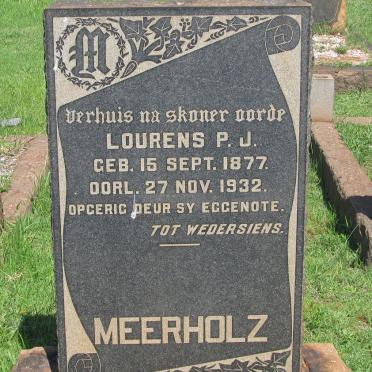 M
Verhuis na skoner oorde
LOURENS P. J.
GEB. 15 SEPT. 1877.
OORL. 27 NOV. 1932.
OPGERIG DEUR SY EGGENOTE.
TOT WEDERSIENS.
MEERHOLZ